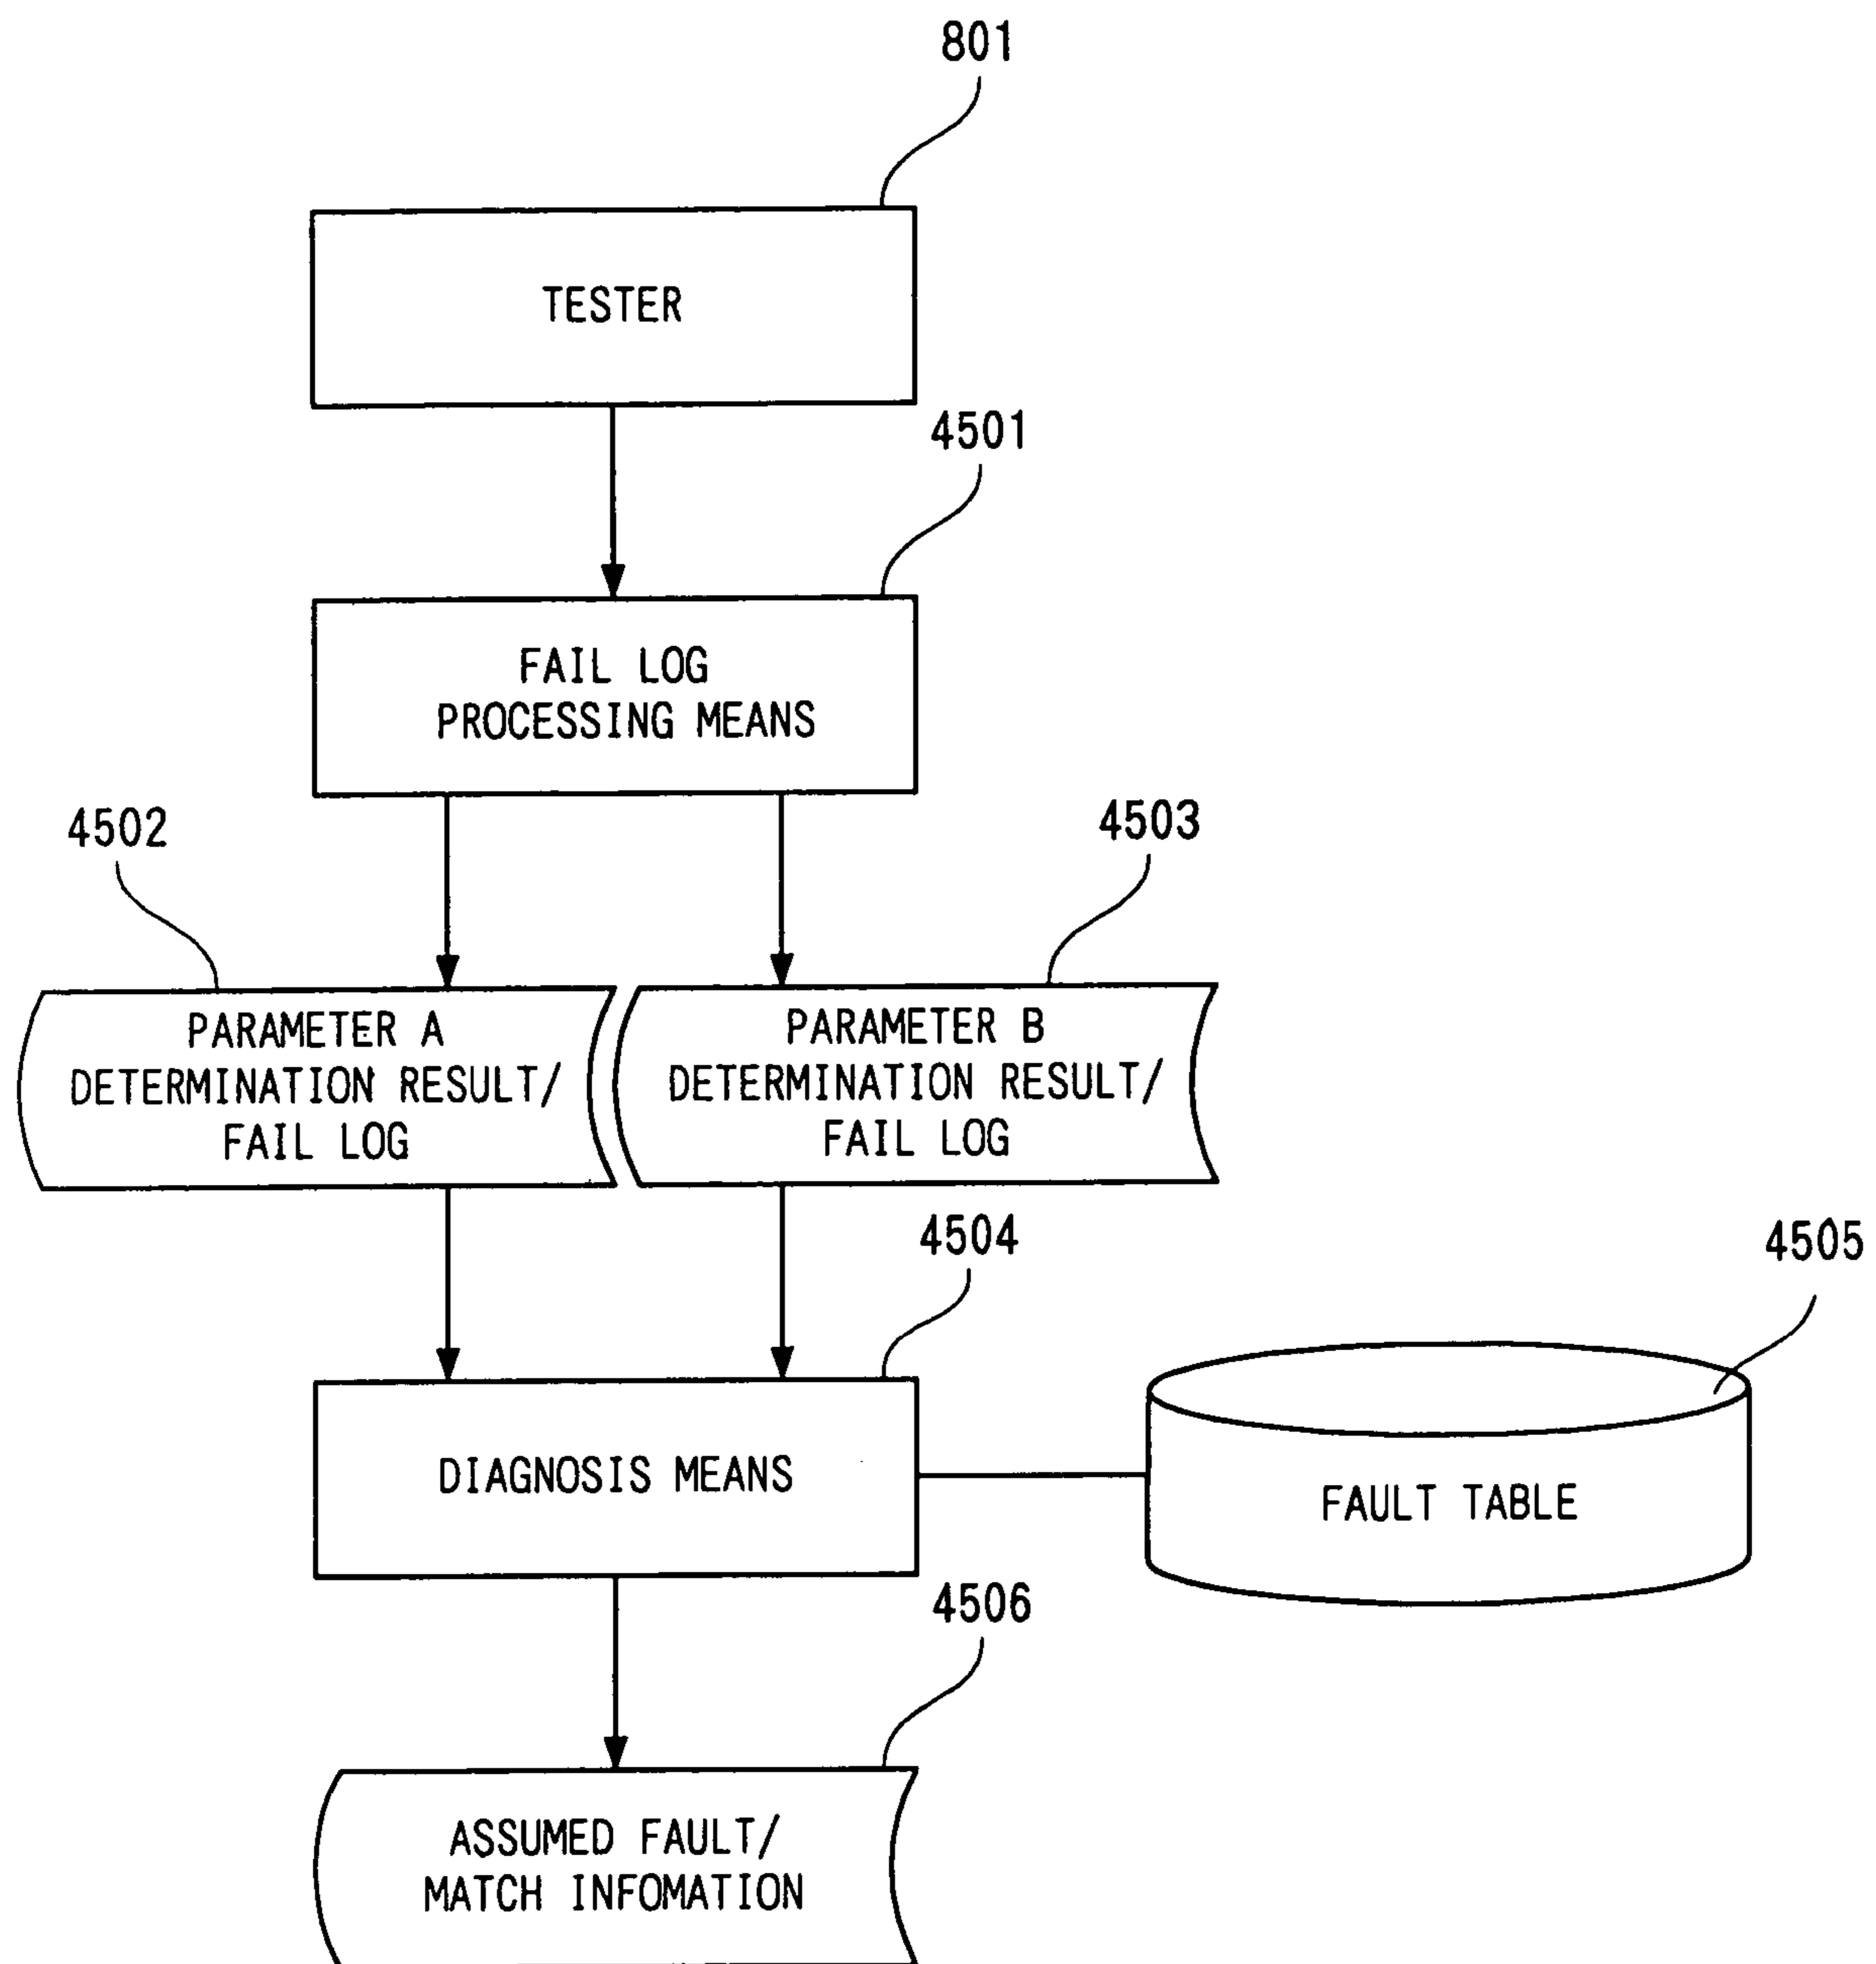 801
TESTER
4501
FAIL LOG
PROCESSING MEANS
4502
4503
PARAMETER A
DETERMINATION RESULT/
FAIL LOG
PARAMETER B
DETERMINATION RESULT/
FAIL LOG
4504
4505
DIAGNOSIS MEANS
FAULT TABLE
4506
ASSUMED FAULT/
MATCH INFOMATION